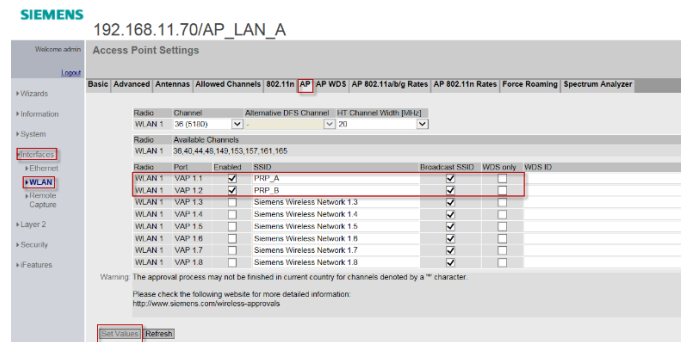 SIEMENS
192.168.11.70/AP_LAN_A
Welcome admin
Access Point Settings
Logout
Basic Advanced Antennas Allowed Channels 802.11n AP AP WDS AP 802.11a/b/g Rates AP 802.11n Rates Force Roaming Spectrum Analyzer
Wizards
Information
System
Interfaces
Ethernet
WLAN
Remote
Capture
Layer 2
Security
iFeatures
Radio Channel Alternative DFS Channel HT Channel Width [MHz]
WLAN 1 36 (5180) - 20
Radio Available Channels
WLAN 1 36,40,44,48,149,153,157,161,165
Radio Port Enabled SSID Broadcast SSID WDS only WDS ID
WLAN 1 VAP 1.1 PRP_A
WLAN 1 VAP 1.2 PRP_B
WLAN 1 VAP 1.3 Siemens Wireless Network 1.3
WLAN 1 VAP 1.4 Siemens Wireless Network 1.4
WLAN 1 VAP 1.5 Siemens Wireless Network 1.5
WLAN 1 VAP 1.6 Siemens Wireless Network 1.6
WLAN 1 VAP 1.7 Siemens Wireless Network 1.7
WLAN 1 VAP 1.8 Siemens Wireless Network 1.8
Warning: The approval process may not be finished in current country for channels denoted by a "*" character.
Please check the following website for more detailed information:
http://www.siemens.com/wireless-approvals
Set Values Refresh